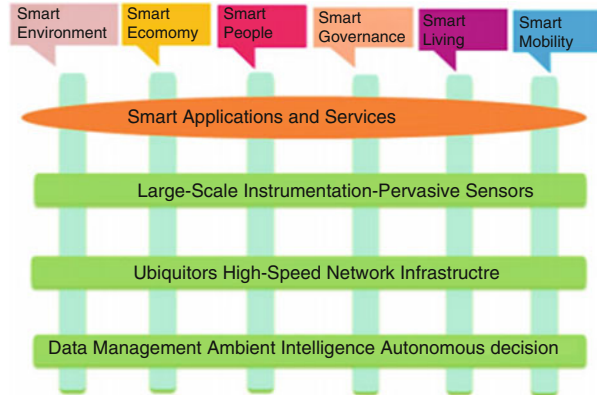 Smart
Environment
Smart
Ecomomy
Smart
People
Smart
Governance
Smart
Living
Smart
Mobility
Smart Applications and Services
Large-Scale Instrumentation-Pervasive Sensors
Ubiquitors High-Speed Network Infrastructre
Data Management Ambient Intelligence Autonomous decision